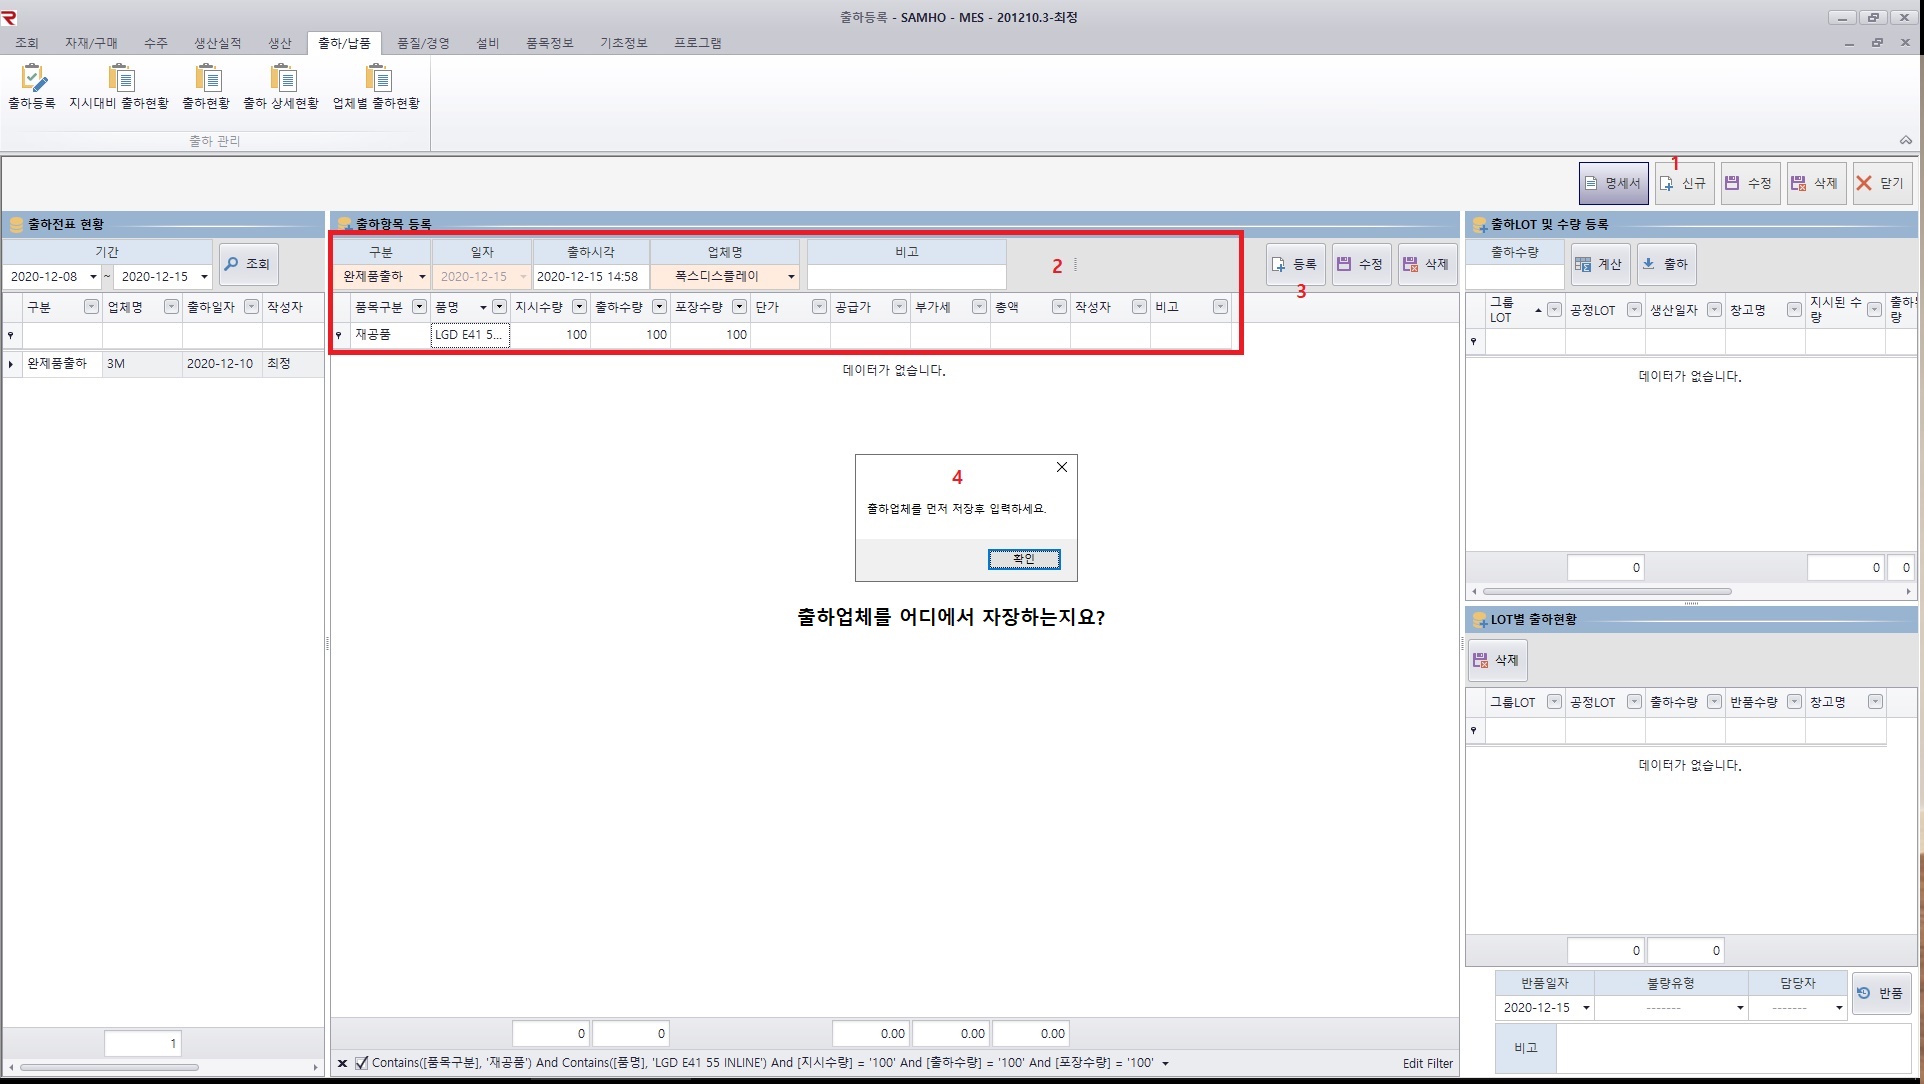 출하등록 - SAMHO - MES - 201210.3-최정
조회 자재/구매 수주 생산실적 생산 출하/납품 품질/경영 설비 품목정보 기초정보 프로그램
출하등록 지시대비 출하현황 출하현황 출하 상세현황 업체별 출하현황
출하 관리
1
명세서 신규 수정 삭제 닫기
출하전표 현황
기간
2020-12-08 ~ 2020-12-15 조회
구분 업체명 출하일자 작성자
완제품출하 3M 2020-12-10 최정
1
출하항목 등록
구분 일자 출하시각 업체명 비고
완제품출하 2020-12-15 2020-12-15 14:58 폭스디스플레이
2
등록 수정 삭제
3
품목구분 품명 지시수량 출하수량 포장수량 단가 공급가 부가세 총액 작성자 비고
재공품 LGD E41 5... 100 100 100
데이터가 없습니다.
4
출하업체를 먼저 저장후 입력하세요.
확인
출하업체를 어디에서 자장하는지요?
0 0 0.00 0.00 0.00
Contains([품목구분], '재공품') And Contains([품명], 'LGD E41 55 INLINE') And [지시수량] = '100' And [출하수량] = '100' And [포장수량] = '100'
Edit Filter
출하LOT 및 수량 등록
출하수량
계산 출하
그룹 LOT 공정LOT 생산일자 창고명 지시된 수량
데이터가 없습니다.
0 0 0
LOT별 출하현황
삭제
그룹LOT 공정LOT 출하수량 반품수량 창고명
데이터가 없습니다.
0 0
반품일자 불량유형 담당자
2020-12-15 ------- ------- 반품
비고